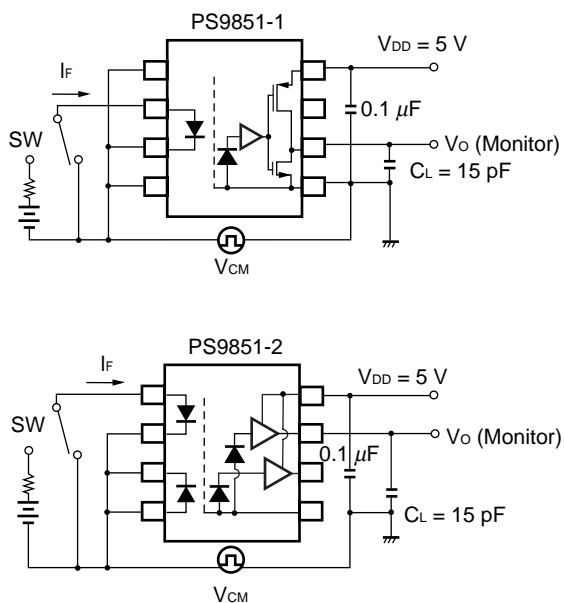 PS9851-1
VDD = 5 V
IF
0.1 μF
SW
VO (Monitor)
CL = 15 pF
VCM
PS9851-2
VDD = 5 V
IF
SW
VO (Monitor)
0.1 μF
CL = 15 pF
VCM